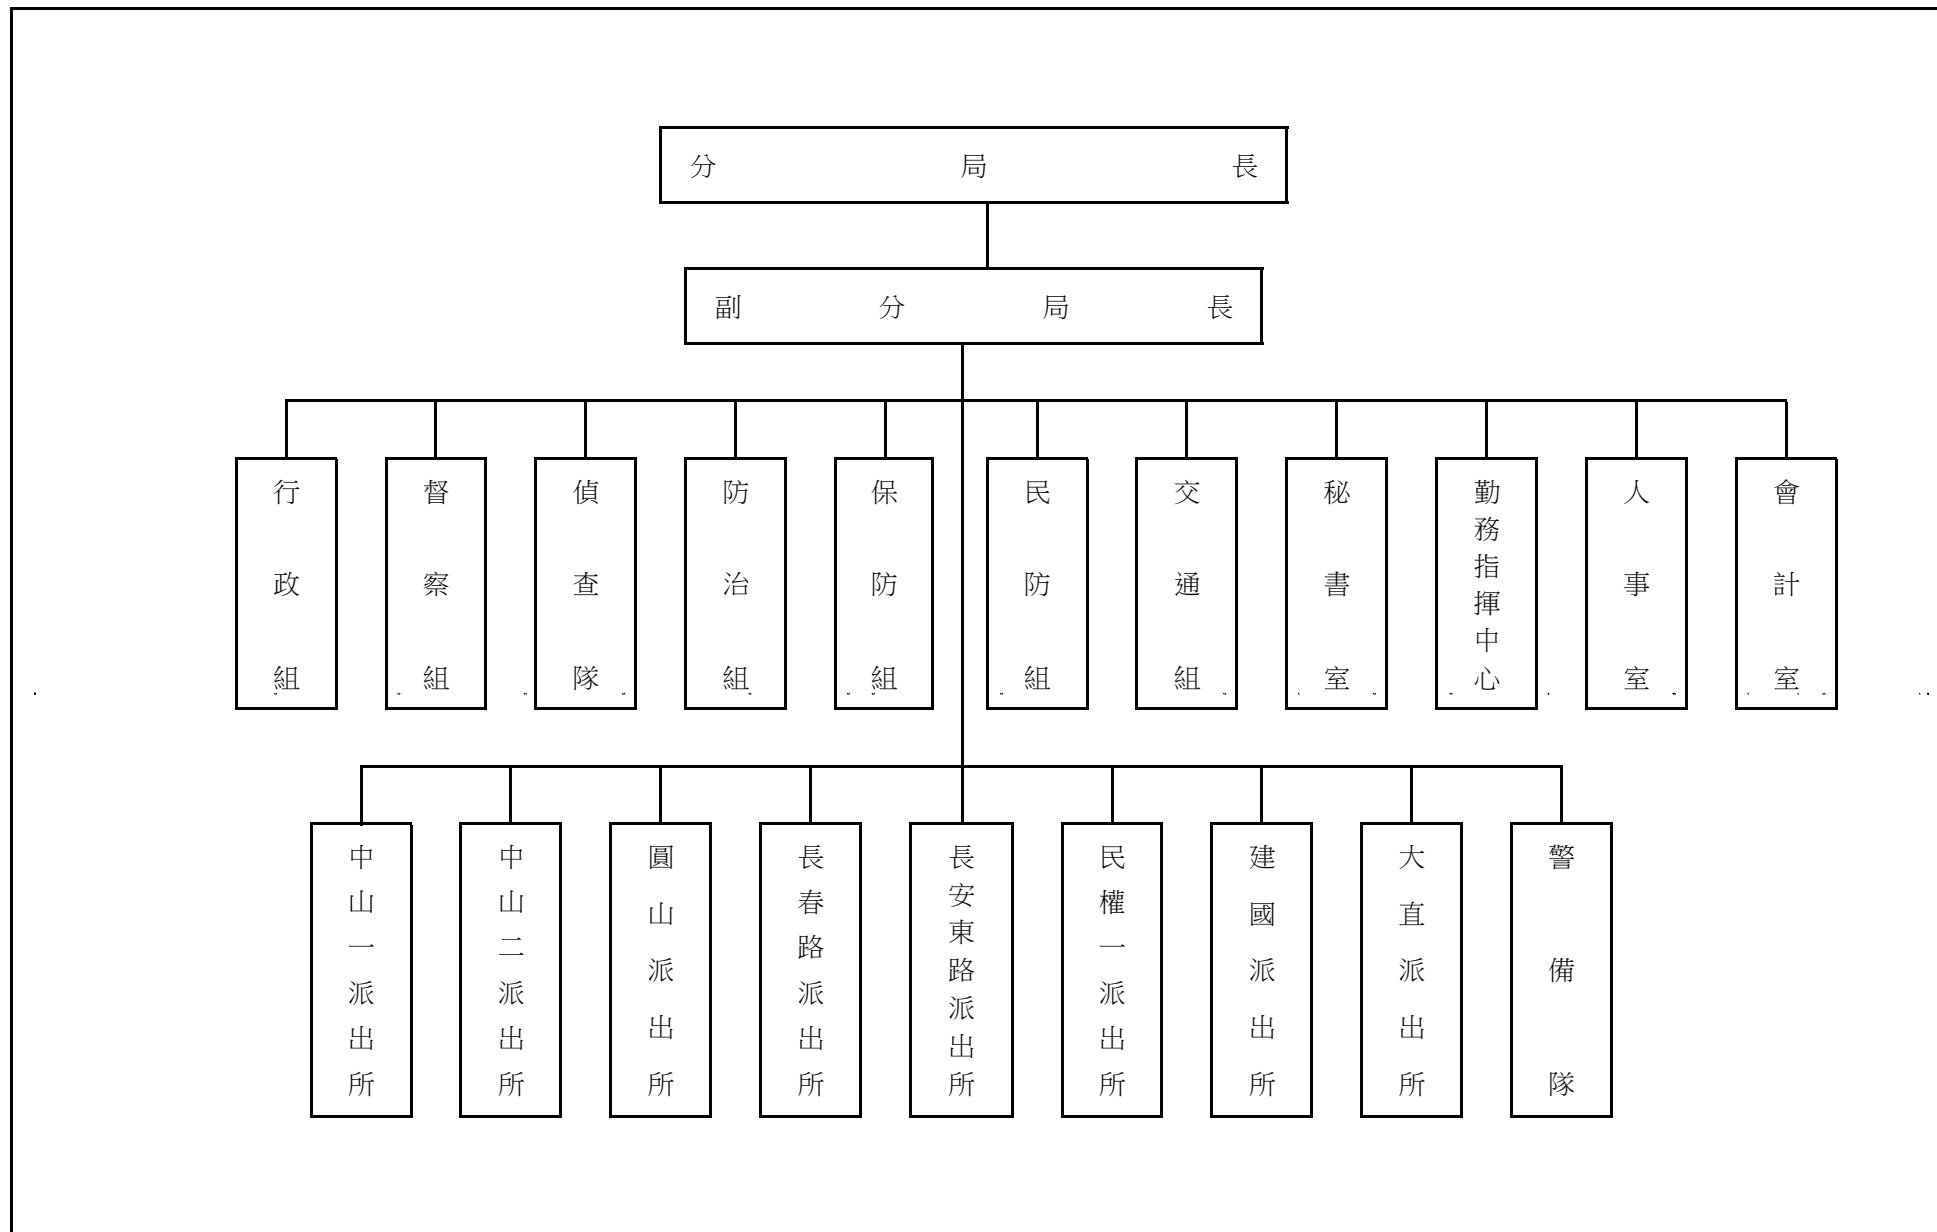 分局長
副分局長
行政組
督察組
偵查隊
防治組
保防組
民防組
交通組
秘書室
勤務指揮中心
人事室
會計室
中山一派出所
中山二派出所
圓山派出所
長春路派出所
長安東路派出所
民權一派出所
建國派出所
大直派出所
警備隊